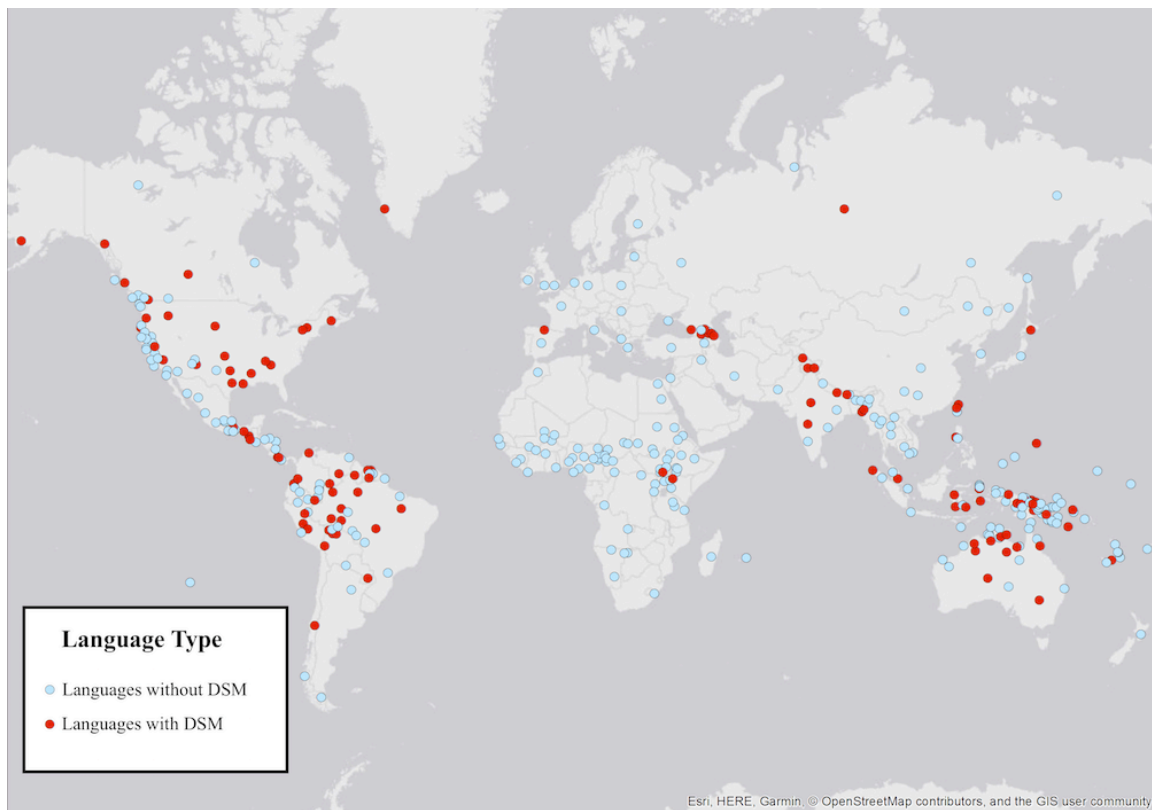 Language Type
Languages without DSM
Languages with DSM
Esri, HERE, Garmin, © OpenStreetMap contributors, and the GIS user community